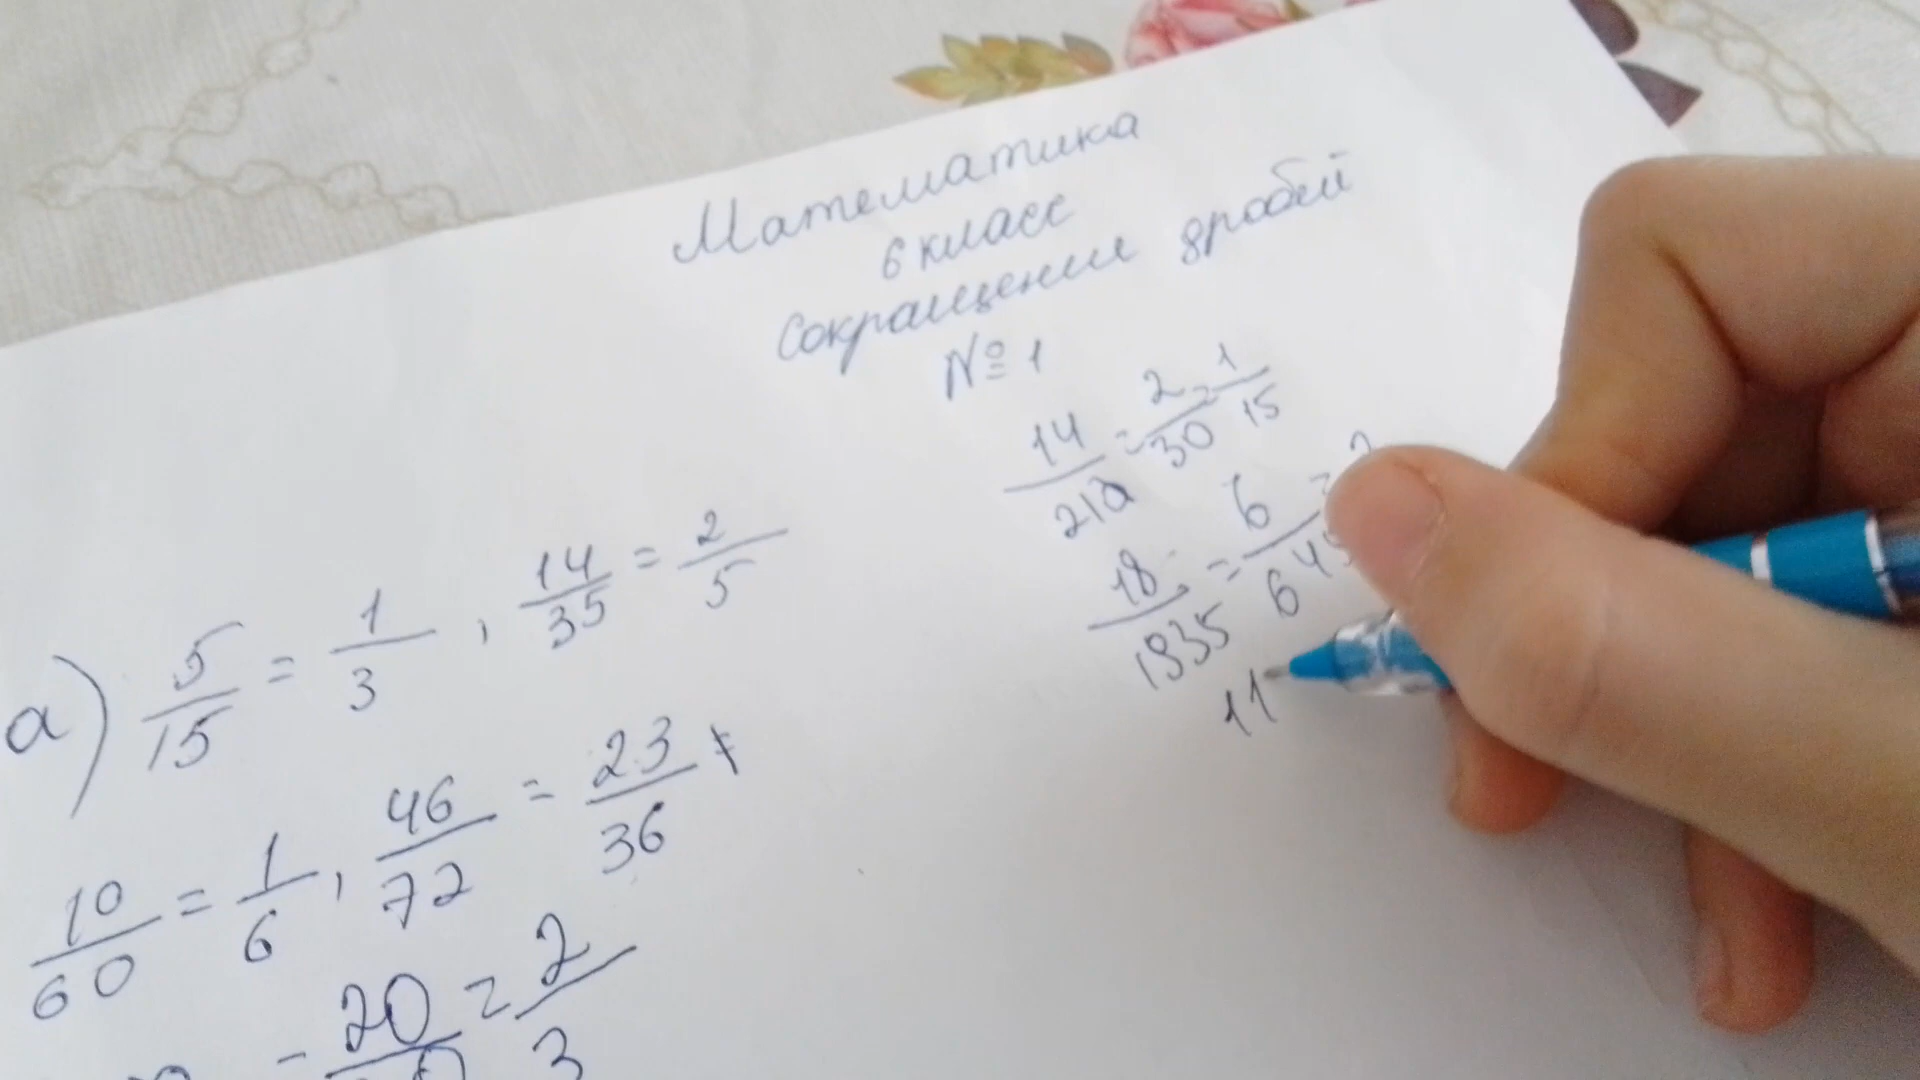 Математика
6 класс
Сокращение дробей
№ 1
а) 5/15 = 1/3, 14/35 = 2/5
10/60 = 1/6, 46/72 = 23/36
= 20/ = 2/3
14/210 = 2/30 = 1/15
18/1935 = 6/645 =
11